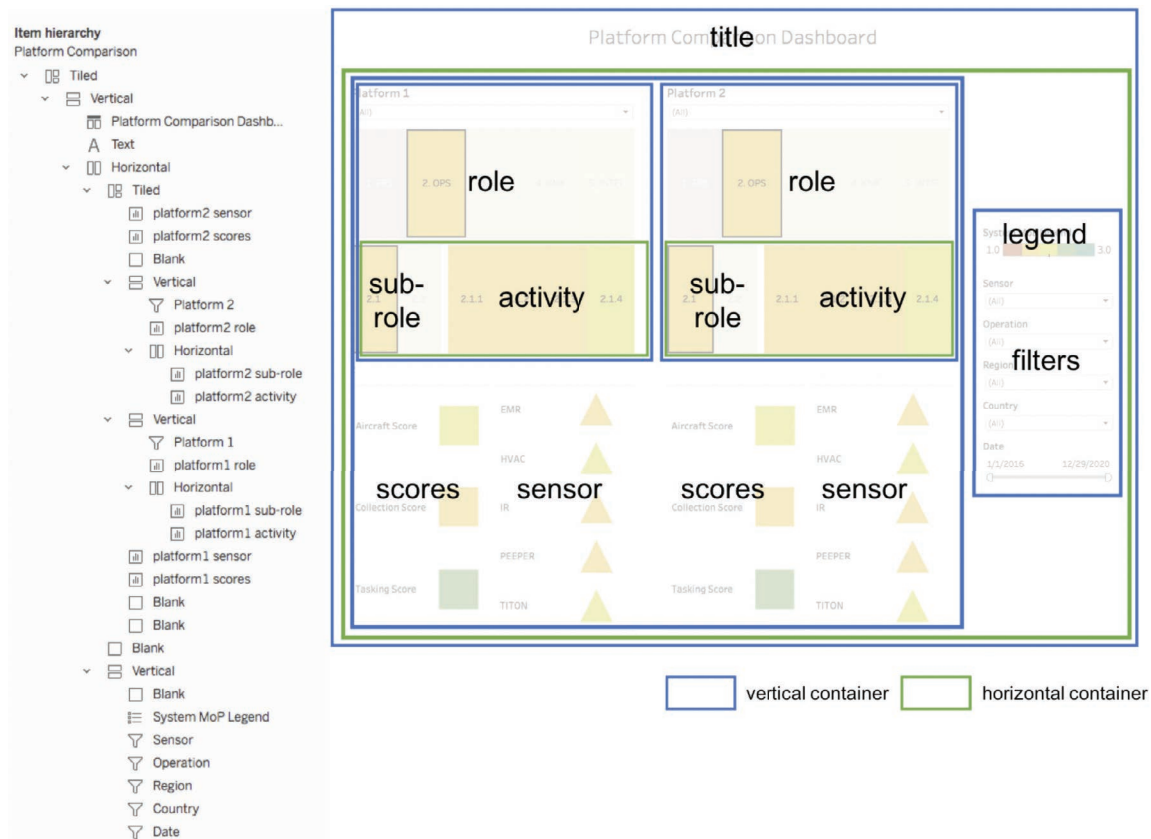 Item hierarchy
Platform Comparison
Tiled
Vertical
Platform Comparison Dashb...
Text
Horizontal
Tiled
platform2 sensor
platform2 scores
Blank
Vertical
Platform 2
platform2 role
Horizontal
platform2 sub-role
platform2 activity
Vertical
Platform 1
platform1 role
Horizontal
platform1 sub-role
platform1 activity
platform1 sensor
platform1 scores
Blank
Blank
Blank
Vertical
Blank
System MoP Legend
Sensor
Operation
Region
Country
Date
Platform Comparison Dashboard
title
Platform 1
(All)
2. OPS
role
sub-
role
activity
2.1
2.1.1
2.1.4
Aircraft Score
Collection Score
Tasking Score
scores
EMR
HVAC
IR
PEEPER
TITON
sensor
Platform 2
(All)
2. OPS
role
sub-
role
activity
2.1
2.1.1
2.1.4
Aircraft Score
Collection Score
Tasking Score
scores
EMR
HVAC
IR
PEEPER
TITON
sensor
legend
1.0 3.0
Sensor
(All)
Operation
(All)
filters
Region
(All)
Country
(All)
Date
1/1/2016 12/29/2020
vertical container
horizontal container